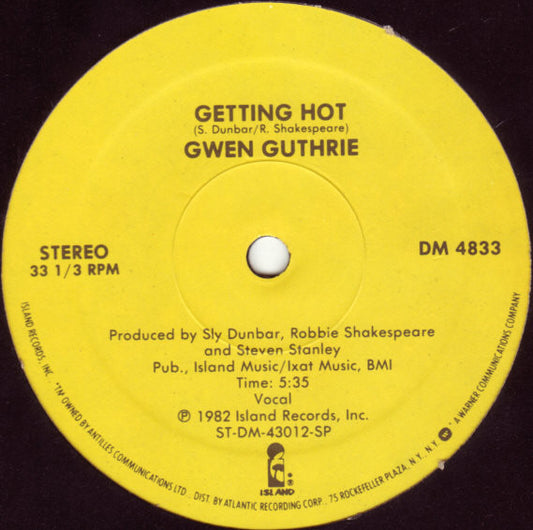 GETTING HOT
(S. Dunbar/R. Shakespeare)
GWEN GUTHRIE
STEREO
33 1/3 RPM
DM 4833
Produced by Sly Dunbar, Robbie Shakespeare
and Steven Stanley
Pub., Island Music/Ixat Music, BMI
Time: 5:35
Vocal
℗ 1982 Island Records, Inc.
ST-DM-43012-SP
ISLAND
ISLAND RECORDS, INC. *TM OWNED BY ANTILLES COMMUNICATIONS LTD.. DIST. BY ATLANTIC RECORDING CORP., 75 ROCKEFELLER PLAZA, N.Y., N.Y. A WARNER COMMUNICATIONS COMPANY